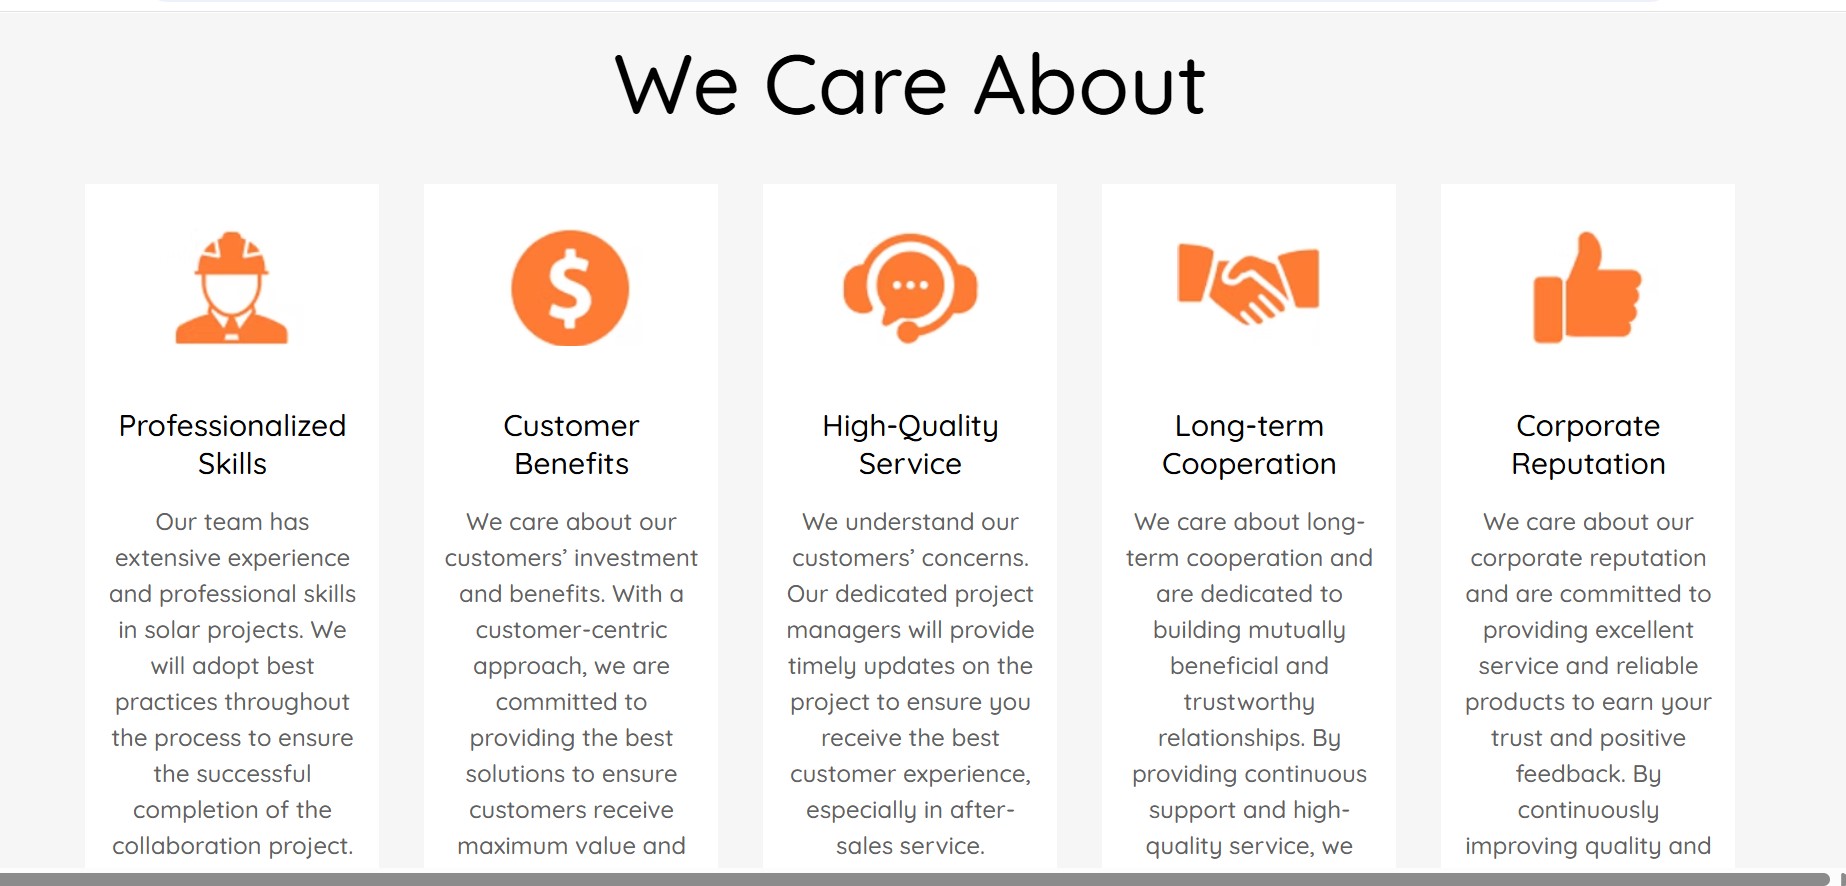 We Care About
Professionalized
Skills
Our team has
extensive experience
and professional skills
in solar projects. We
will adopt best
practices throughout
the process to ensure
the successful
completion of the
collaboration project.
Customer
Benefits
We care about our
customers’ investment
and benefits. With a
customer-centric
approach, we are
committed to
providing the best
solutions to ensure
customers receive
maximum value and
High-Quality
Service
We understand our
customers’ concerns.
Our dedicated project
managers will provide
timely updates on the
project to ensure you
receive the best
customer experience,
especially in after-
sales service.
Long-term
Cooperation
We care about long-
term cooperation and
are dedicated to
building mutually
beneficial and
trustworthy
relationships. By
providing continuous
support and high-
quality service, we
Corporate
Reputation
We care about our
corporate reputation
and are committed to
providing excellent
service and reliable
products to earn your
trust and positive
feedback. By
continuously
improving quality and